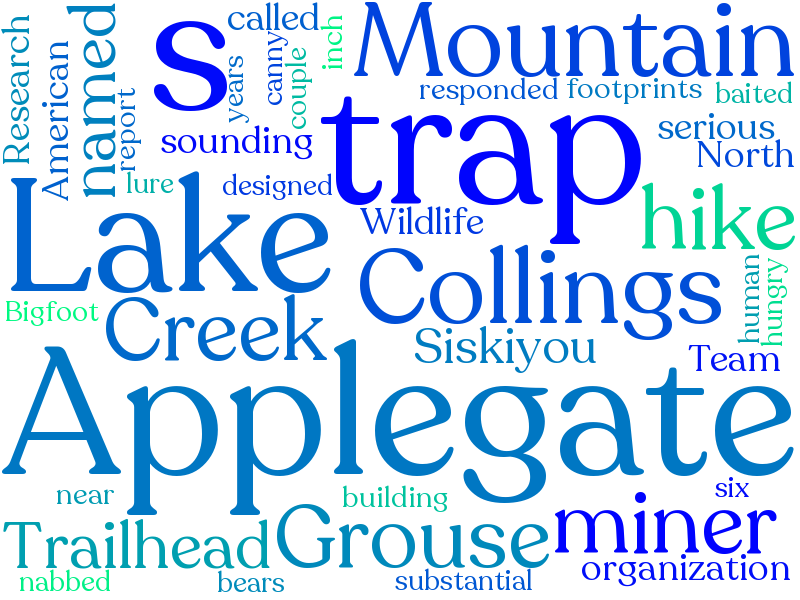 Research
American
named
report
s
called
years
canny
couple
inch
Mountain
responded
footprints
baited
sounding
trap
serious
North
lure
designed
Lake
Wildlife
hike
Bigfoot
Creek
Collings
Siskiyou
human
hungry
Team
Applegate
near
building
six
Trailhead
Grouse
miner
organization
nabbed
bears
substantial